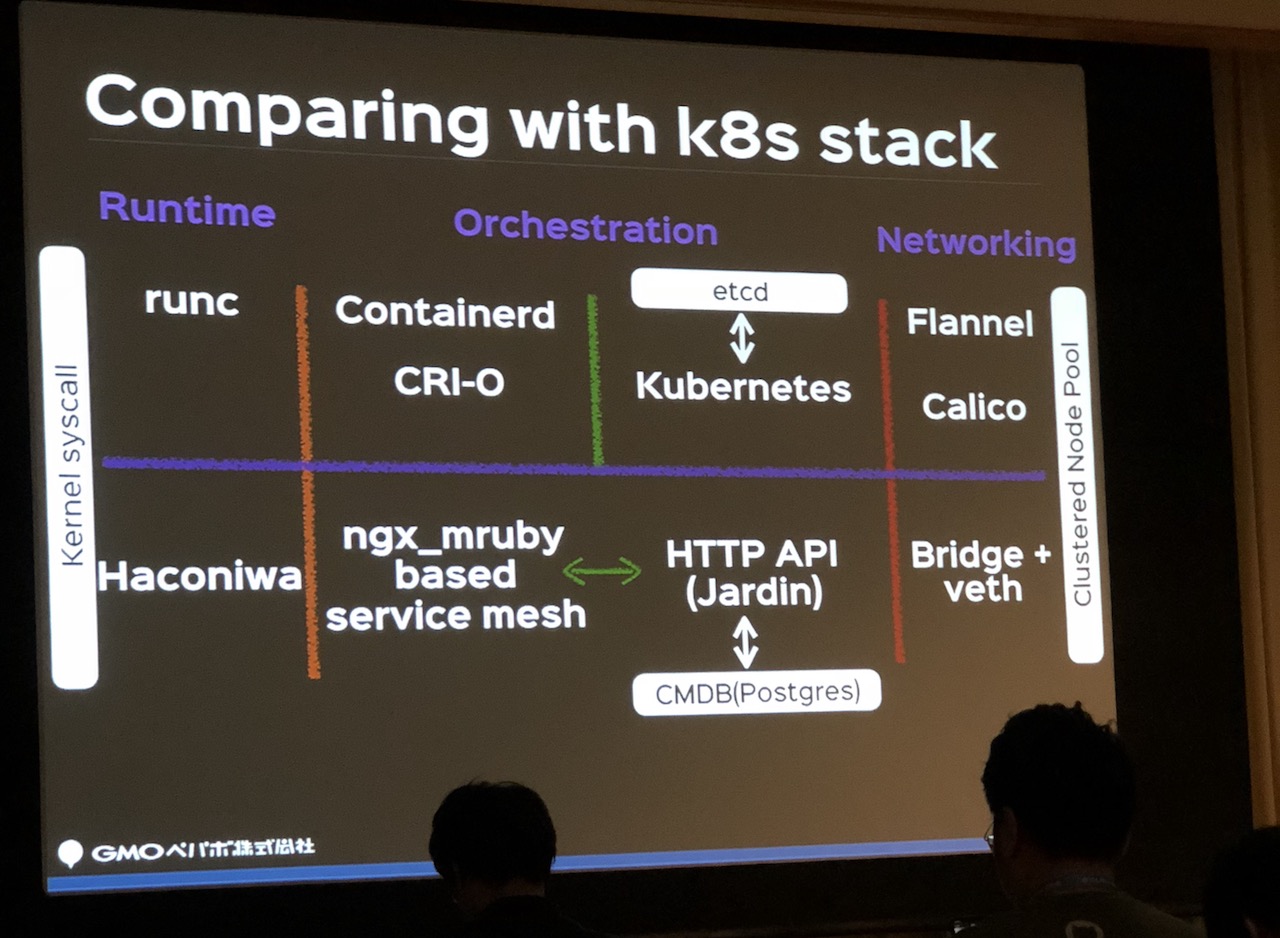 Comparing with k8s stack
Runtime
Orchestration
Networking
Kernel syscall
runc
Containerd
CRI-O
etcd
Kubernetes
Flannel
Calico
Clustered Node Pool
Haconiwa
ngx_mruby
based
service mesh
HTTP API
(Jardin)
CMDB(Postgres)
Bridge +
veth
GMOペパボ株式会社